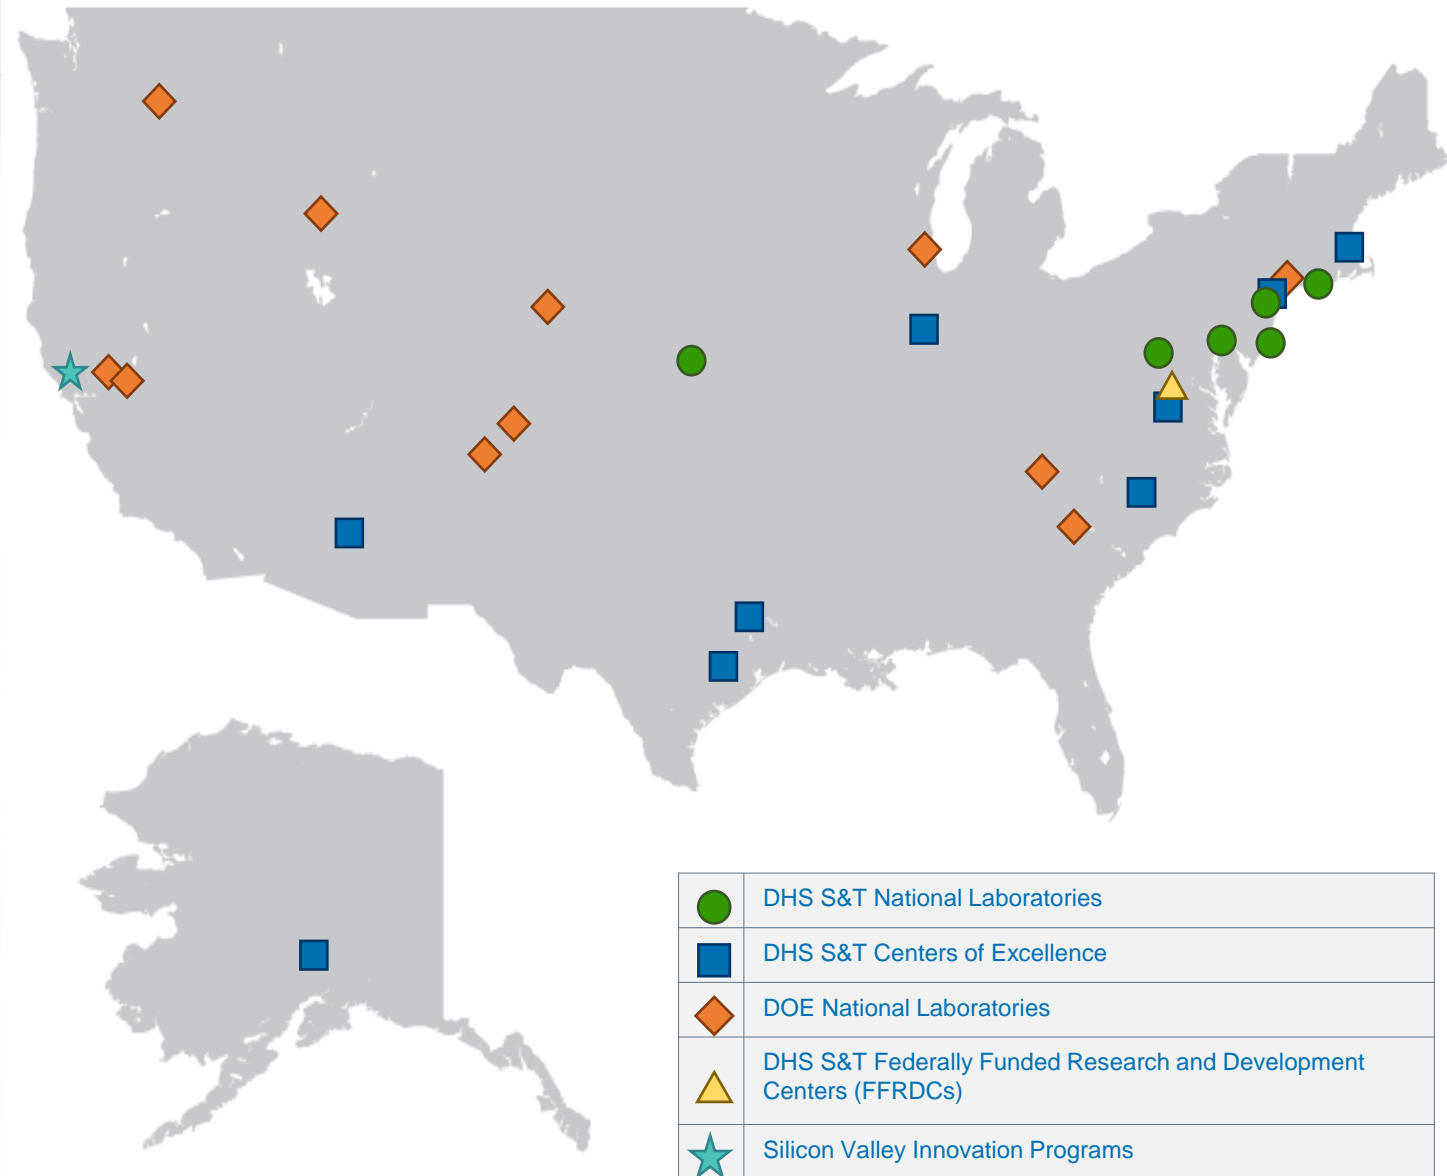 DHS S&T National Laboratories
DHS S&T Centers of Excellence
DOE National Laboratories
DHS S&T Federally Funded Research and Development
Centers (FFRDCs)
Silicon Valley Innovation Programs